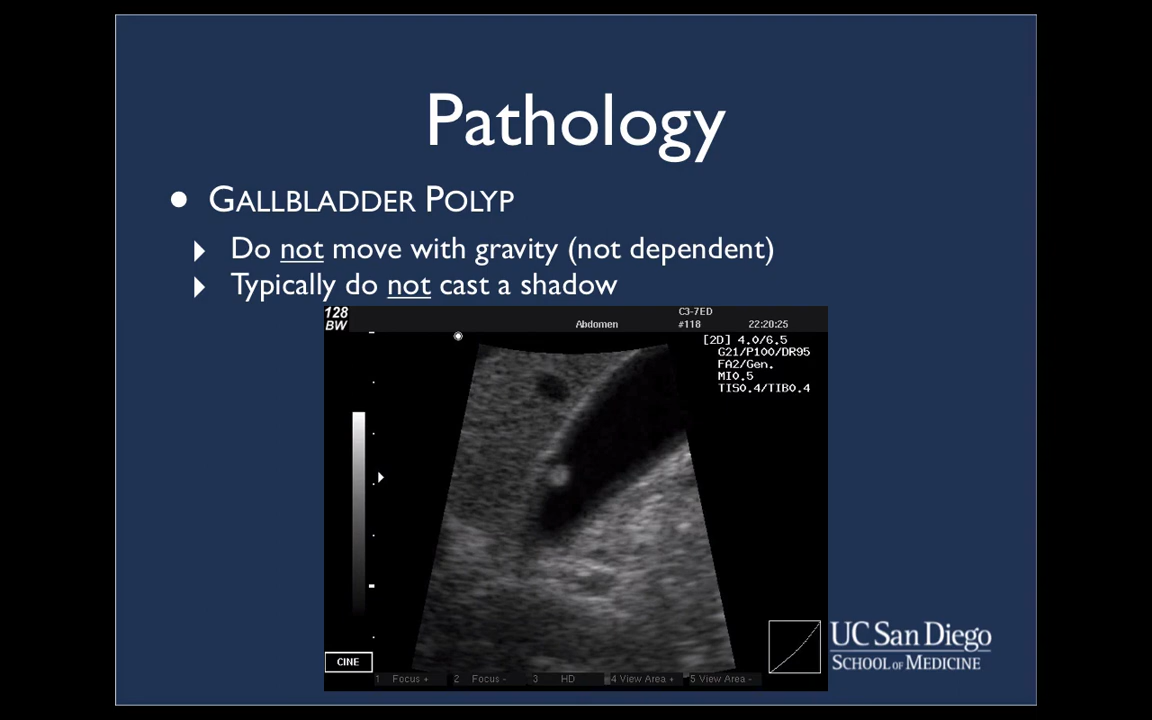 Pathology
• GALLBLADDER POLYP
Do not move with gravity (not dependent)
Typically do not cast a shadow
128
BW
Abdomen
C3-7ED
#118
22:20:25
[2D] 4.0/6.5
G21/P100/DR95
FA2/Gen.
MI0.5
TIS0.4/TIB0.4
CINE
1 Focus + 2 Focus - 3 HD 4 View Area + 5 View Area -
UC San Diego
SCHOOL OF MEDICINE